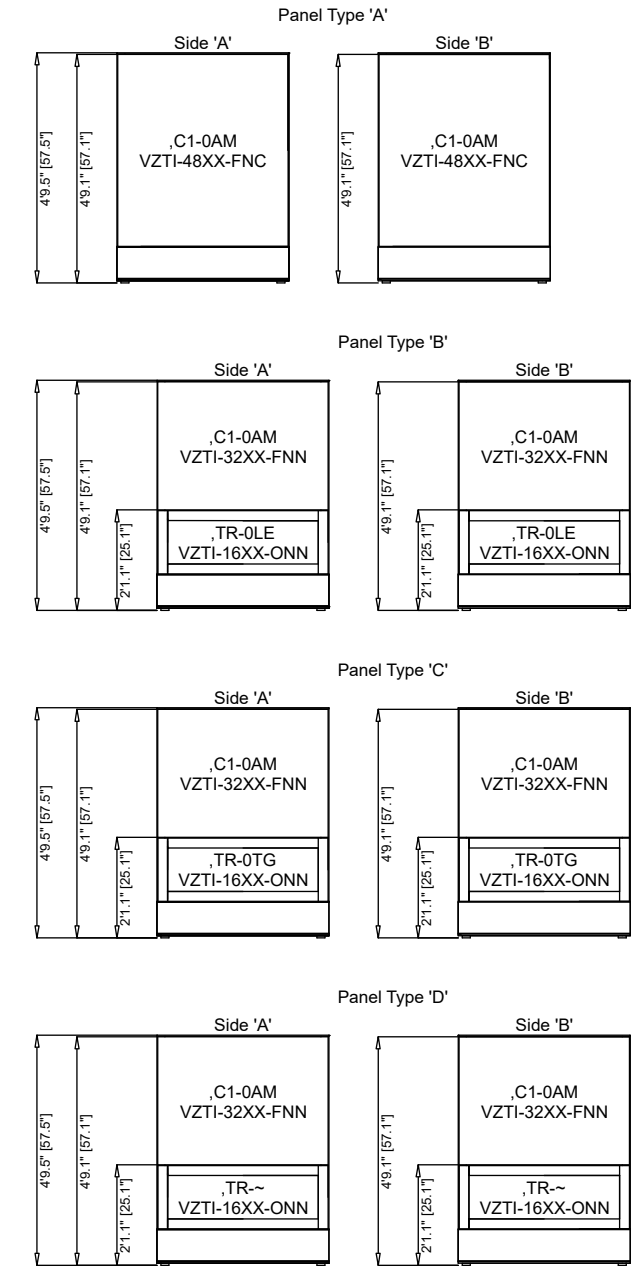 Panel Type 'A'
Side 'A'
Side 'B'
4'9.5" [57.5"]
4'9.1" [57.1"]
,C1-0AM
VZTI-48XX-FNC
4'9.1" [57.1"]
,C1-0AM
VZTI-48XX-FNC
Panel Type 'B'
Side 'A'
Side 'B'
4'9.5" [57.5"]
4'9.1" [57.1"]
2'1.1" [25.1"]
,C1-0AM
VZTI-32XX-FNN
,TR-0LE
VZTI-16XX-ONN
4'9.1" [57.1"]
2'1.1" [25.1"]
,C1-0AM
VZTI-32XX-FNN
,TR-0LE
VZTI-16XX-ONN
Panel Type 'C'
Side 'A'
Side 'B'
4'9.5" [57.5"]
4'9.1" [57.1"]
2'1.1" [25.1"]
,C1-0AM
VZTI-32XX-FNN
,TR-0TG
VZTI-16XX-ONN
4'9.1" [57.1"]
2'1.1" [25.1"]
,C1-0AM
VZTI-32XX-FNN
,TR-0TG
VZTI-16XX-ONN
Panel Type 'D'
Side 'A'
Side 'B'
4'9.5" [57.5"]
4'9.1" [57.1"]
2'1.1" [25.1"]
,C1-0AM
VZTI-32XX-FNN
,TR-~
VZTI-16XX-ONN
4'9.1" [57.1"]
2'1.1" [25.1"]
,C1-0AM
VZTI-32XX-FNN
,TR-~
VZTI-16XX-ONN